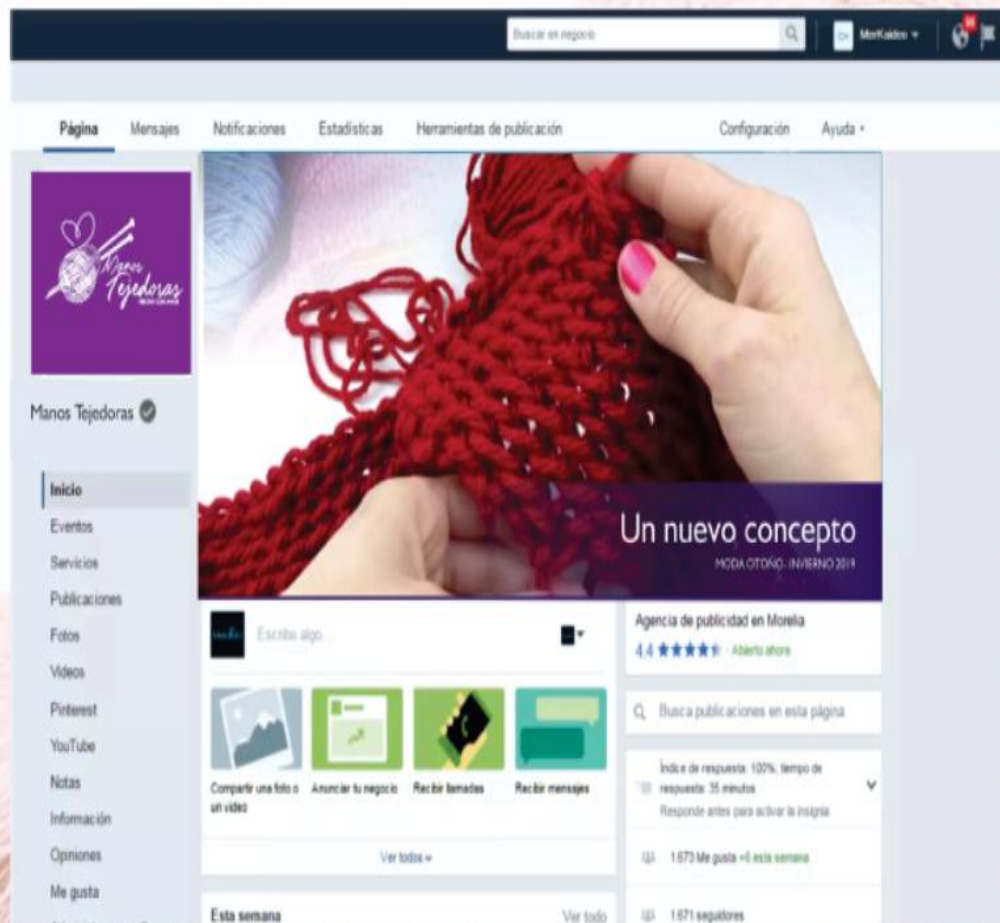 Buscar en negocio
MerKaideo
Página Mensajes Notificaciones Estadísticas Herramientas de publicación Configuración Ayuda
Manos
Tejedoras
Manos Tejedoras
Inicio
Eventos
Servicios
Publicaciones
Fotos
Videos
Pinterest
YouTube
Notas
Información
Opiniones
Me gusta
Un nuevo concepto
MODA OTOÑO- INVIERNO 2019
Escribe algo...
Compartir una foto o
un video
Anunciar tu negocio
Recibir llamadas
Recibir mensajes
Ver todos
Esta semana Ver todo
Agencia de publicidad en Morelia
4.4 Abierto ahora
Busca publicaciones en esta página
Índice de respuesta: 100%, tiempo de
respuesta: 35 minutos
Responde antes para activar la insignia
1.673 Me gusta +6 esta semana
1.671 seguidores